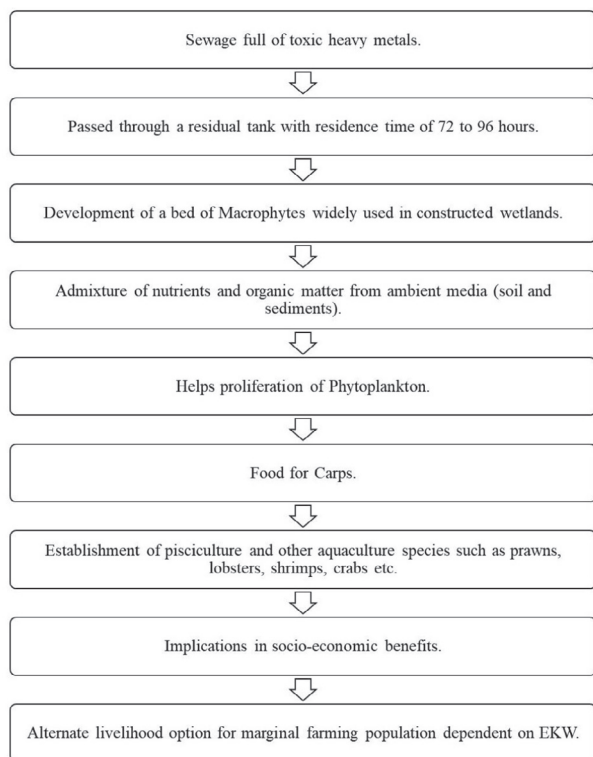 Sewage full of toxic heavy metals.
Passed through a residual tank with residence time of 72 to 96 hours.
Development of a bed of Macrophytes widely used in constructed wetlands.
Admixture of nutrients and organic matter from ambient media (soil and
sediments).
Helps proliferation of Phytoplankton.
Food for Carps.
Establishment of pisciculture and other aquaculture species such as prawns,
lobsters, shrimps, crabs etc.
Implications in socio-economic benefits.
Alternate livelihood option for marginal farming population dependent on EKW.